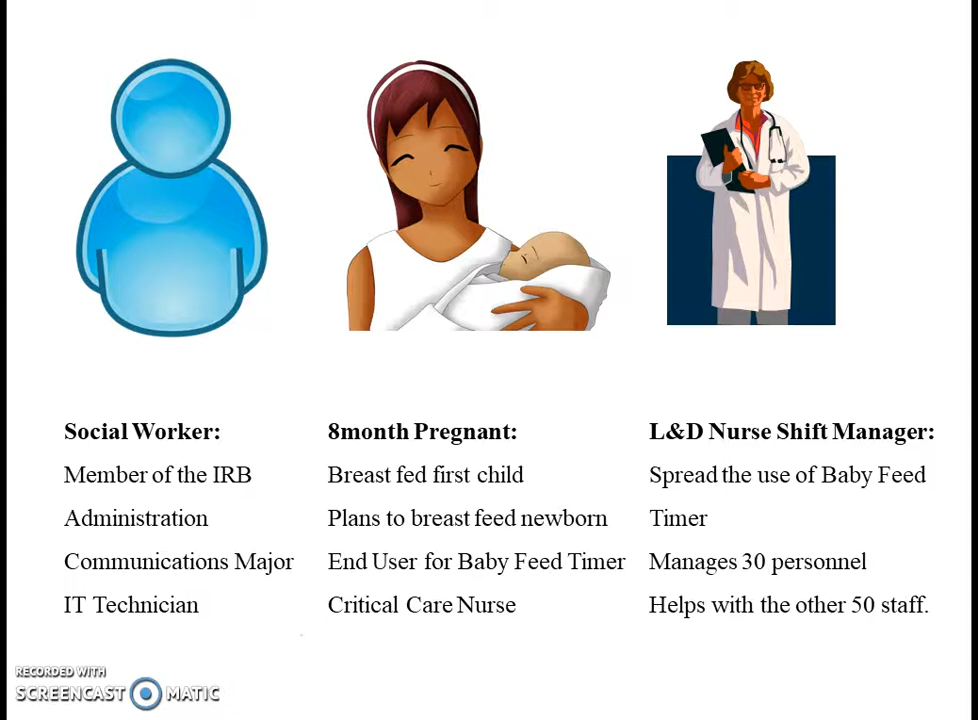 Social Worker:
Member of the IRB
Administration
Communications Major
IT Technician
8month Pregnant:
Breast fed first child
Plans to breast feed newborn
End User for Baby Feed Timer
Critical Care Nurse
L&D Nurse Shift Manager:
Spread the use of Baby Feed
Timer
Manages 30 personnel
Helps with the other 50 staff.
RECORDED WITH
SCREENCAST MATIC